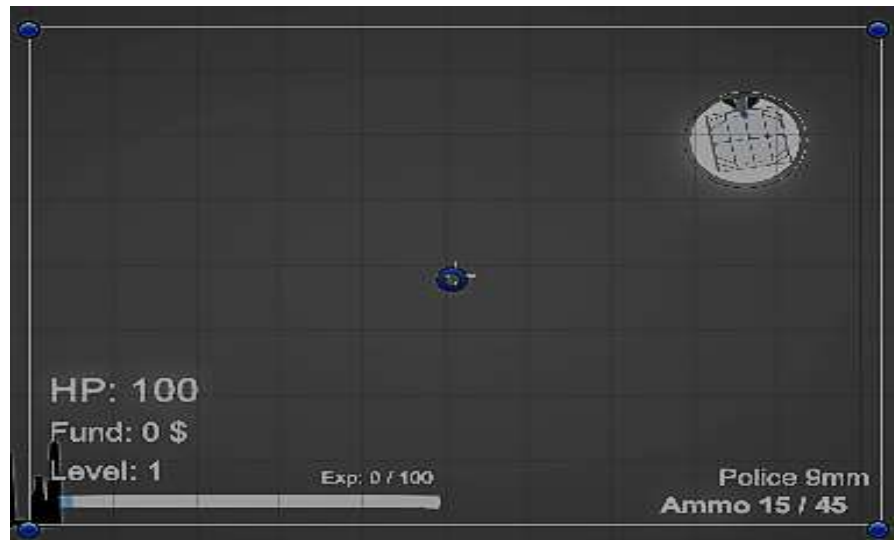 HP: 100
Fund: 0 $
Level: 1
Exp: 0 / 100
Police 9mm
Ammo 15 / 45